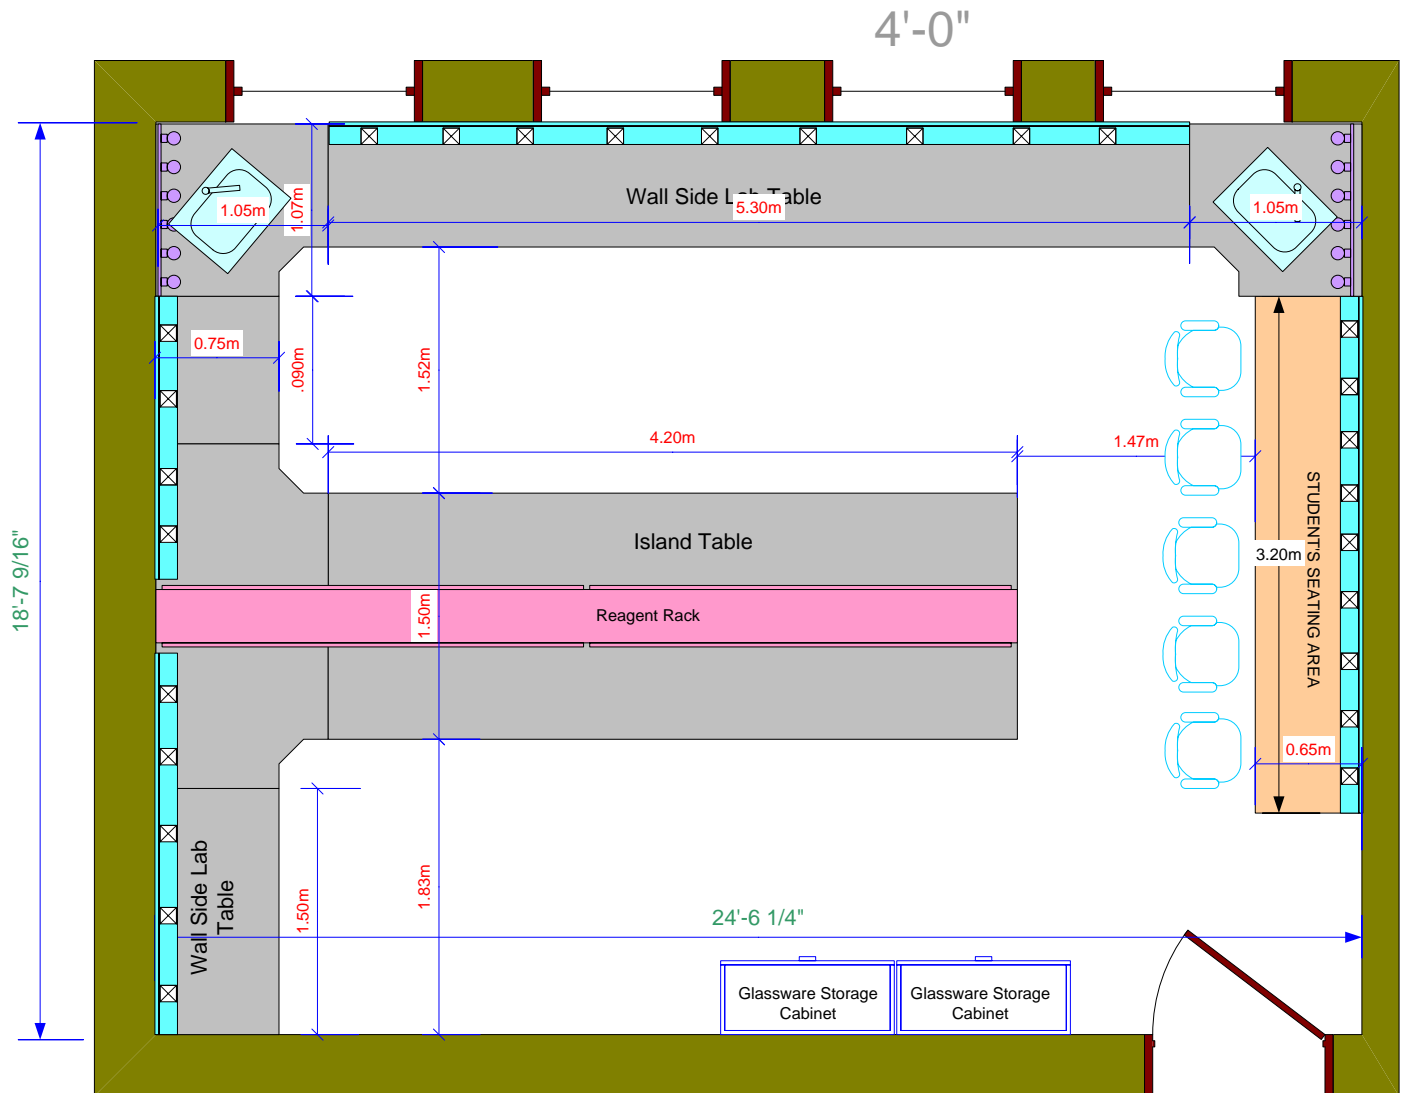 4'-0"
Wall Side Lab Table
1.05m
1.07m
5.30m
1.05m
0.75m
.090m
1.52m
4.20m
1.47m
18'-7 9/16"
Island Table
STUDENT'S SEATING AREA
3.20m
Reagent Rack
1.50m
0.65m
Wall Side Lab
Table
1.50m
1.83m
24'-6 1/4"
Glassware Storage
Cabinet
Glassware Storage
Cabinet